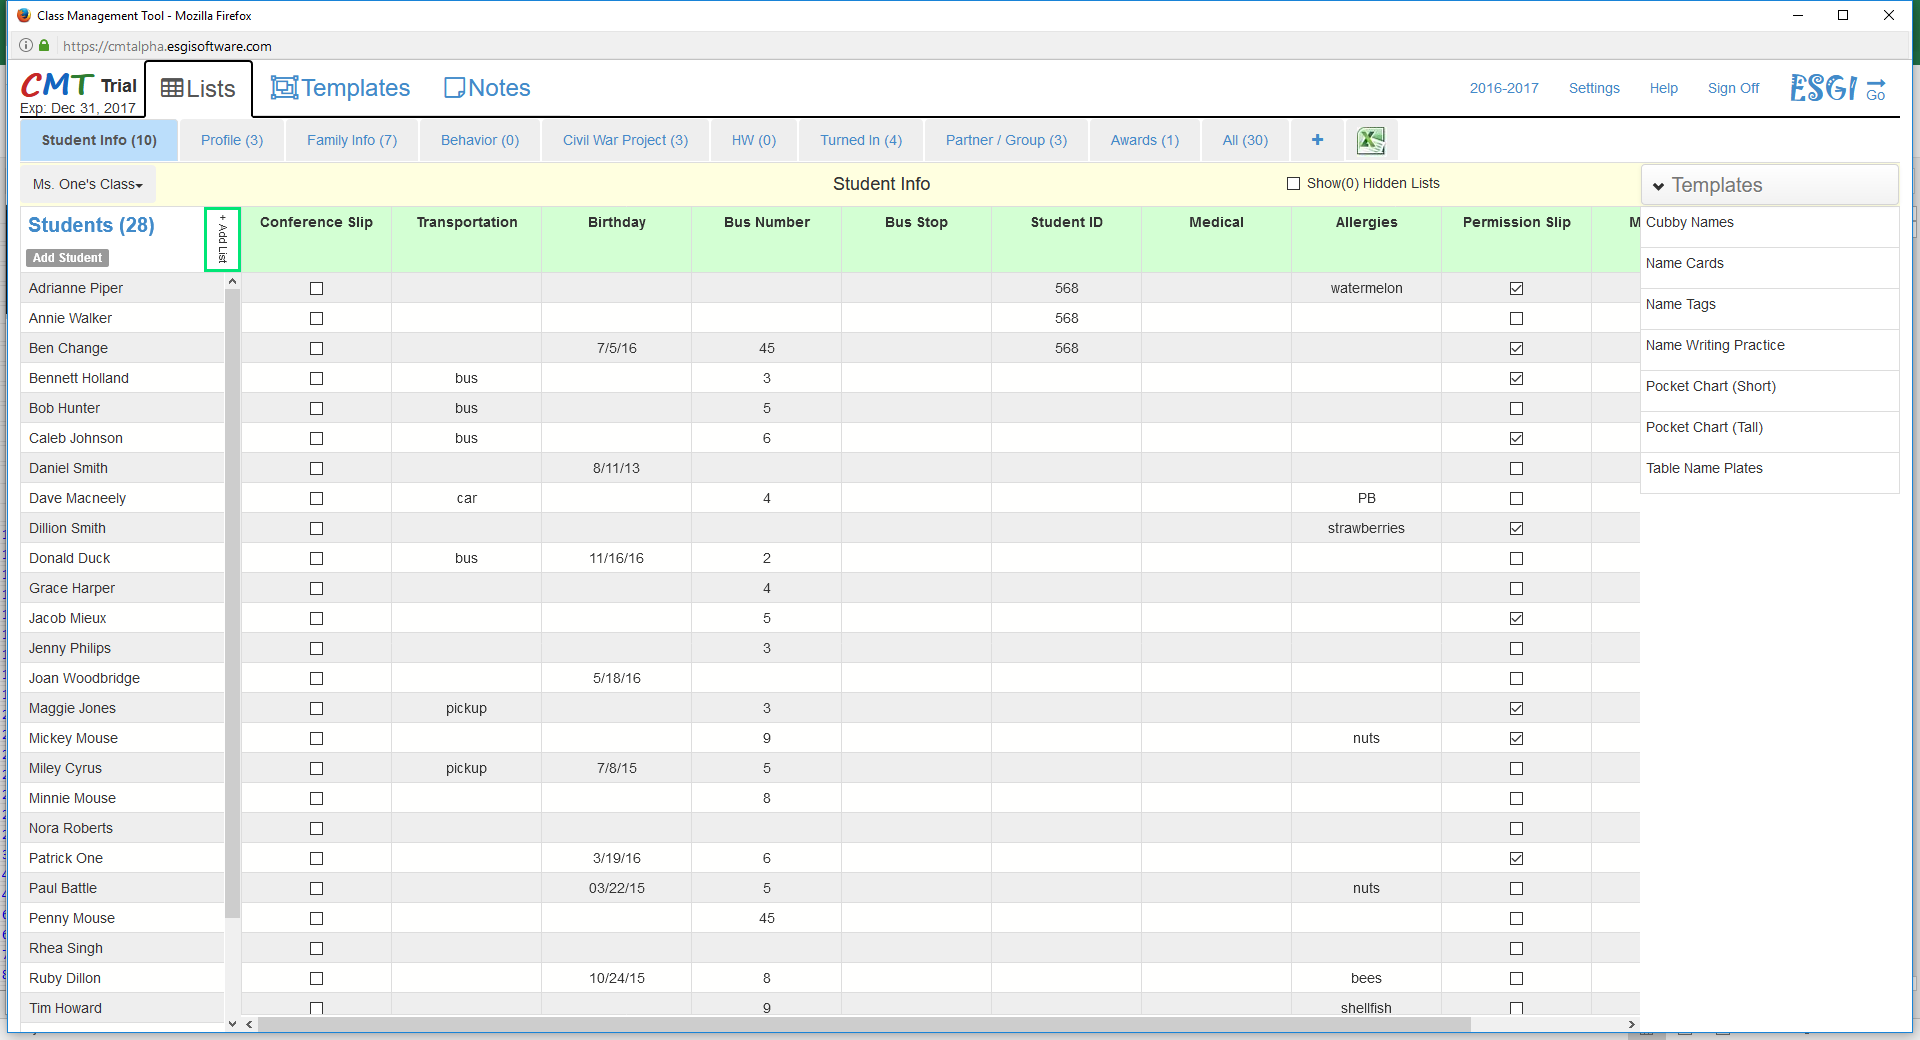 Class Management Tool - Mozilla Firefox
https://cmtalpha.esgisoftware.com
CMT Trial
Exp: Dec 31, 2017
Lists
Templates
Notes
2016-2017
Settings
Help
Sign Off
ESGI
Go
Student Info (10)
Profile (3)
Family Info (7)
Behavior (0)
Civil War Project (3)
HW (0)
Turned In (4)
Partner / Group (3)
Awards (1)
All (30)
+
Ms. One's Class
Student Info
Show(0) Hidden Lists
Templates
Students (28)
Add Student
+ Add List
Conference Slip Transportation Birthday Bus Number Bus Stop Student ID Medical Allergies Permission Slip M
Adrianne Piper 568 watermelon
Annie Walker 568
Ben Change 7/5/16 45 568
Bennett Holland bus 3
Bob Hunter bus 5
Caleb Johnson bus 6
Daniel Smith 8/11/13
Dave Macneely car 4 PB
Dillion Smith strawberries
Donald Duck bus 11/16/16 2
Grace Harper 4
Jacob Mieux 5
Jenny Philips 3
Joan Woodbridge 5/18/16
Maggie Jones pickup 3
Mickey Mouse 9 nuts
Miley Cyrus pickup 7/8/15 5
Minnie Mouse 8
Nora Roberts
Patrick One 3/19/16 6
Paul Battle 03/22/15 5 nuts
Penny Mouse 45
Rhea Singh
Ruby Dillon 10/24/15 8 bees
Tim Howard 9 shellfish
Cubby Names
Name Cards
Name Tags
Name Writing Practice
Pocket Chart (Short)
Pocket Chart (Tall)
Table Name Plates